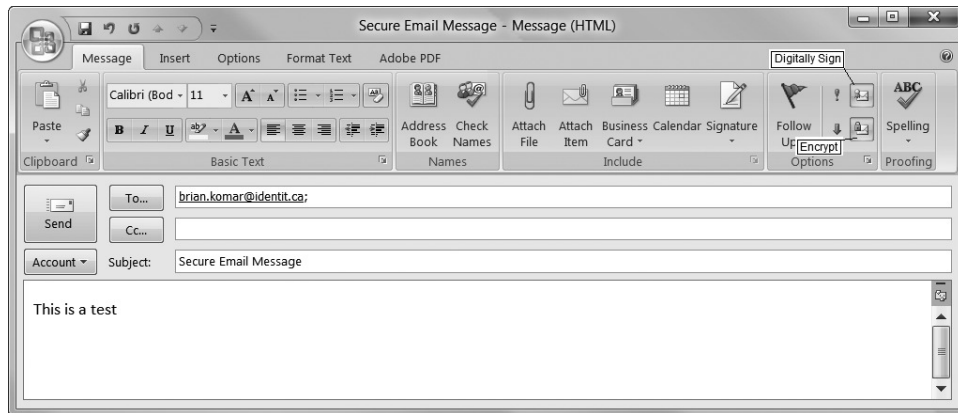 Secure Email Message - Message (HTML)
Message Insert Options Format Text Adobe PDF
Digitally Sign
Calibri (Bod 11 A A
Paste
B I U ab A
Address Book
Check Names
Attach File
Attach Item
Business Card
Calendar
Signature
Follow Up
Encrypt
ABC
Spelling
Clipboard Basic Text Names Include Options Proofing
Send
To... brian.komar@identit.ca;
Cc...
Account Subject: Secure Email Message
This is a test